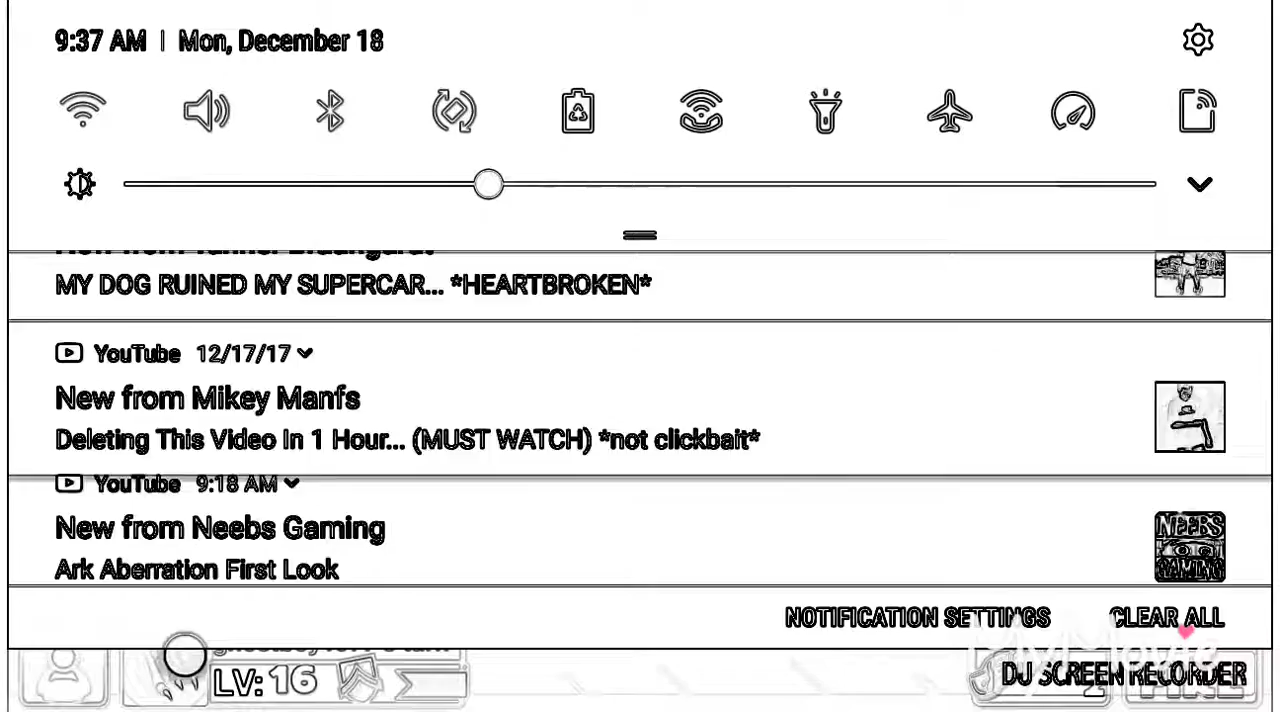 9:37 AM | Mon, December 18
MY DOG RUINED MY SUPERCAR... *HEARTBROKEN*
YouTube 12/17/17
New from Mikey Manfs
Deleting This Video In 1 Hour... (MUST WATCH) *not clickbait*
YouTube 9:18 AM
New from Neebs Gaming
Ark Aberration First Look
NEEBS
GAMING
NOTIFICATION SETTINGS CLEAR ALL
LV: 16
MyMovie
DU SCREEN RECORDER